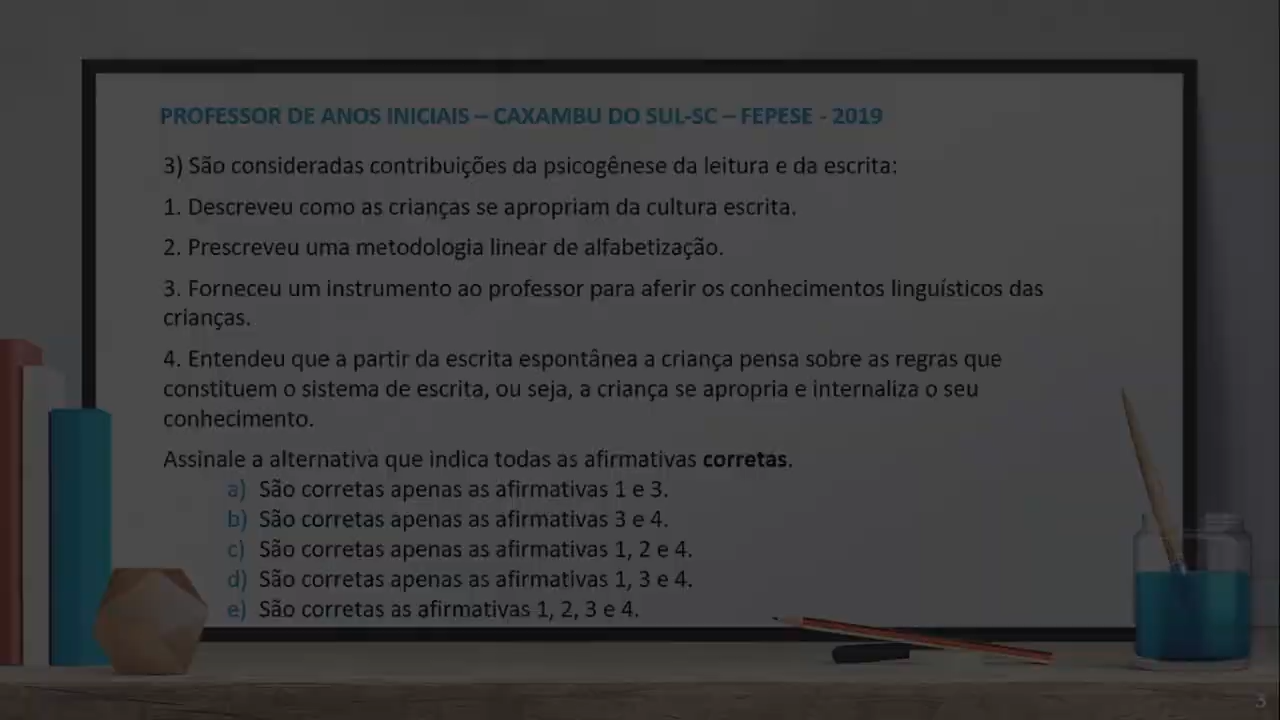 PROFESSOR DE ANOS INICIAIS – CAXAMBU DO SUL-SC – FEPESE - 2019
3) São consideradas contribuições da psicogênese da leitura e da escrita:
1. Descreveu como as crianças se apropriam da cultura escrita.
2. Prescreveu uma metodologia linear de alfabetização.
3. Forneceu um instrumento ao professor para aferir os conhecimentos linguísticos das
crianças.
4. Entendeu que a partir da escrita espontânea a criança pensa sobre as regras que
constituem o sistema de escrita, ou seja, a criança se apropria e internaliza o seu
conhecimento.
Assinale a alternativa que indica todas as afirmativas corretas.
a) São corretas apenas as afirmativas 1 e 3.
b) São corretas apenas as afirmativas 3 e 4.
c) São corretas apenas as afirmativas 1, 2 e 4.
d) São corretas apenas as afirmativas 1, 3 e 4.
e) São corretas as afirmativas 1, 2, 3 e 4.
3